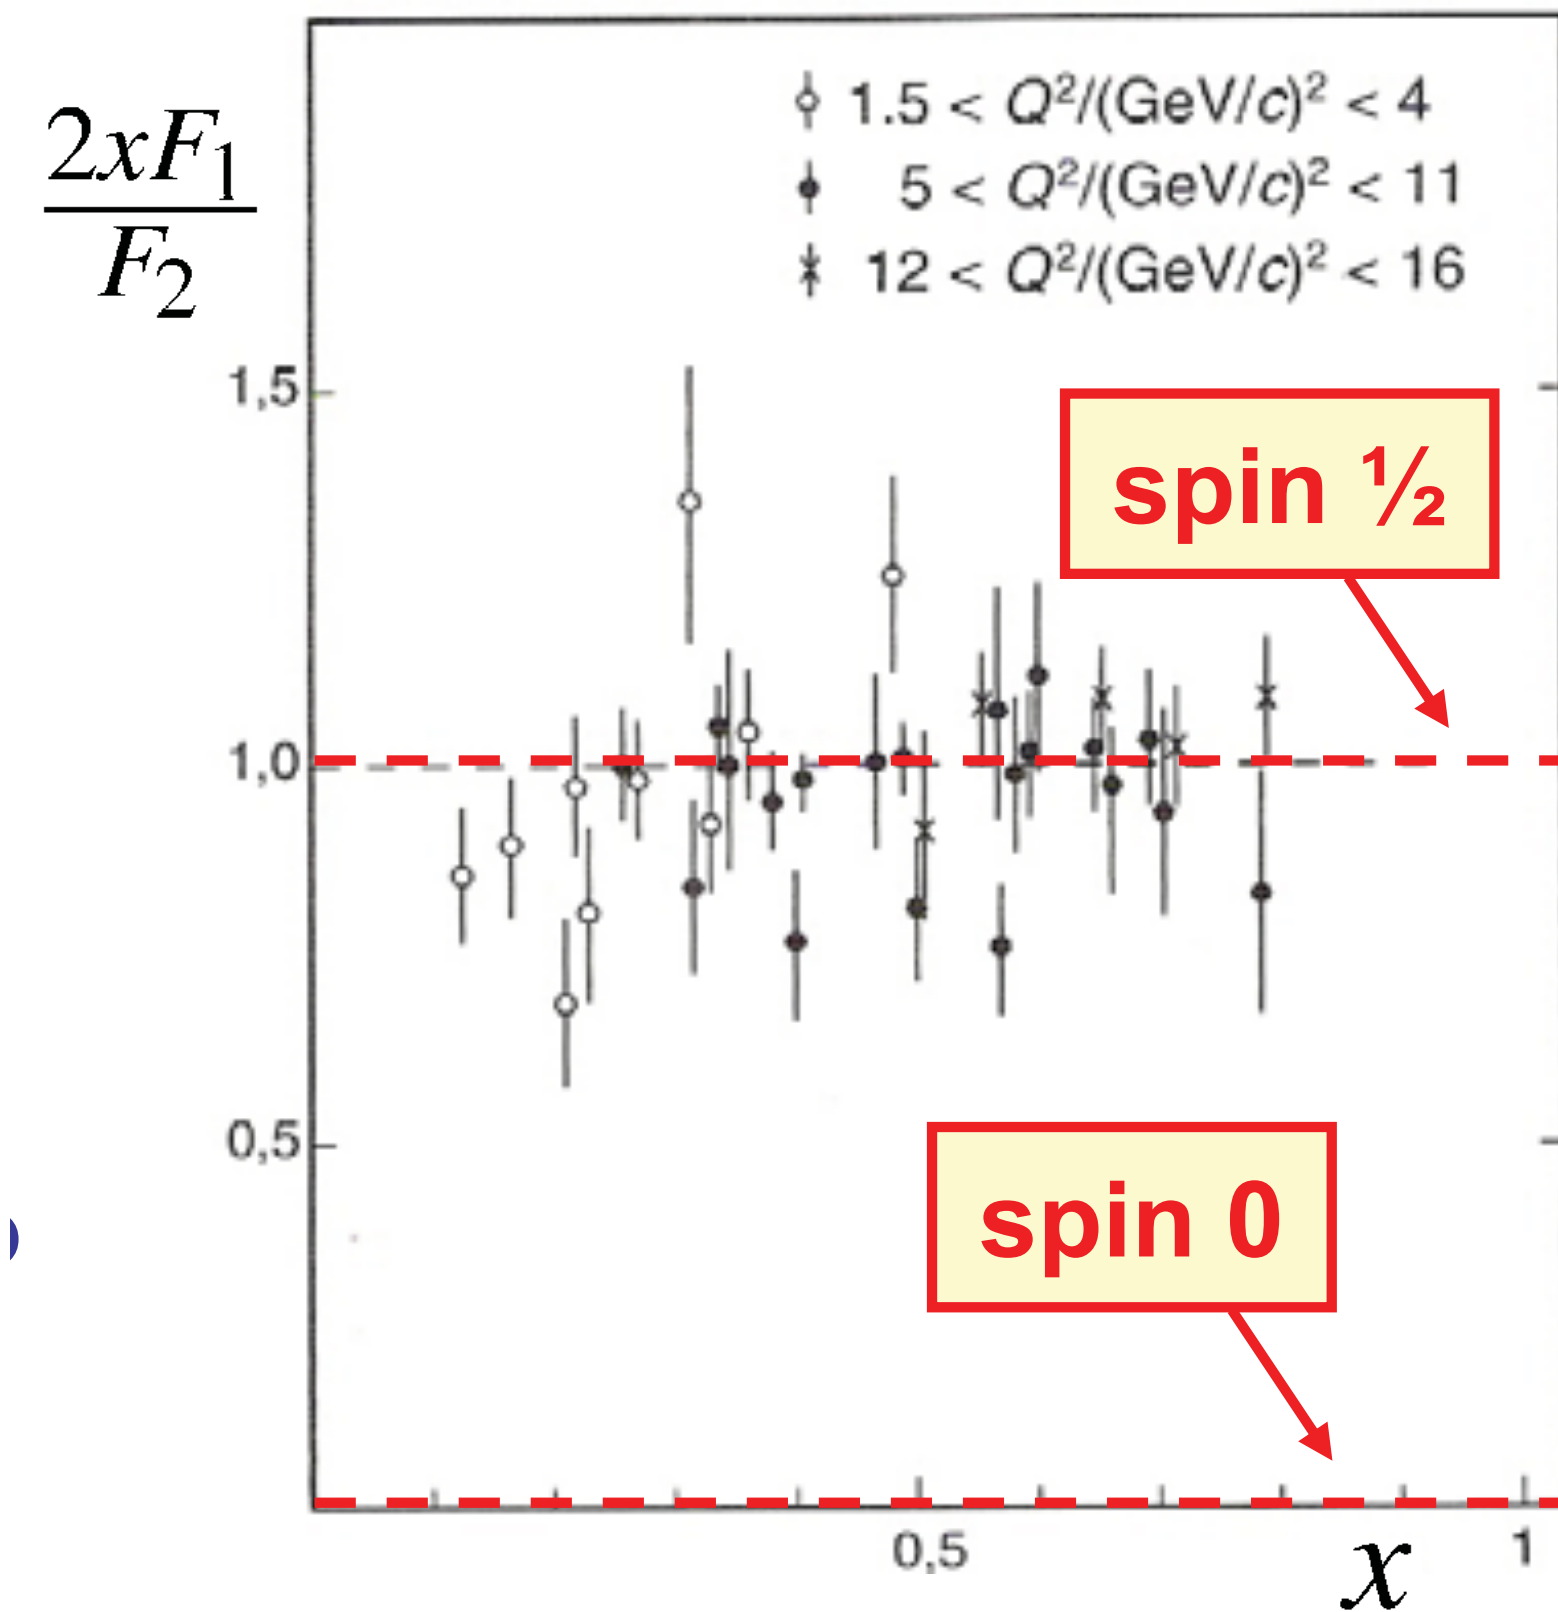 2xF₁
F₂
1.5 < Q²/(GeV/c)² < 4
5 < Q²/(GeV/c)² < 11
12 < Q²/(GeV/c)² < 16
1,5
spin ½
1,0
0,5
spin 0
0,5
x
1